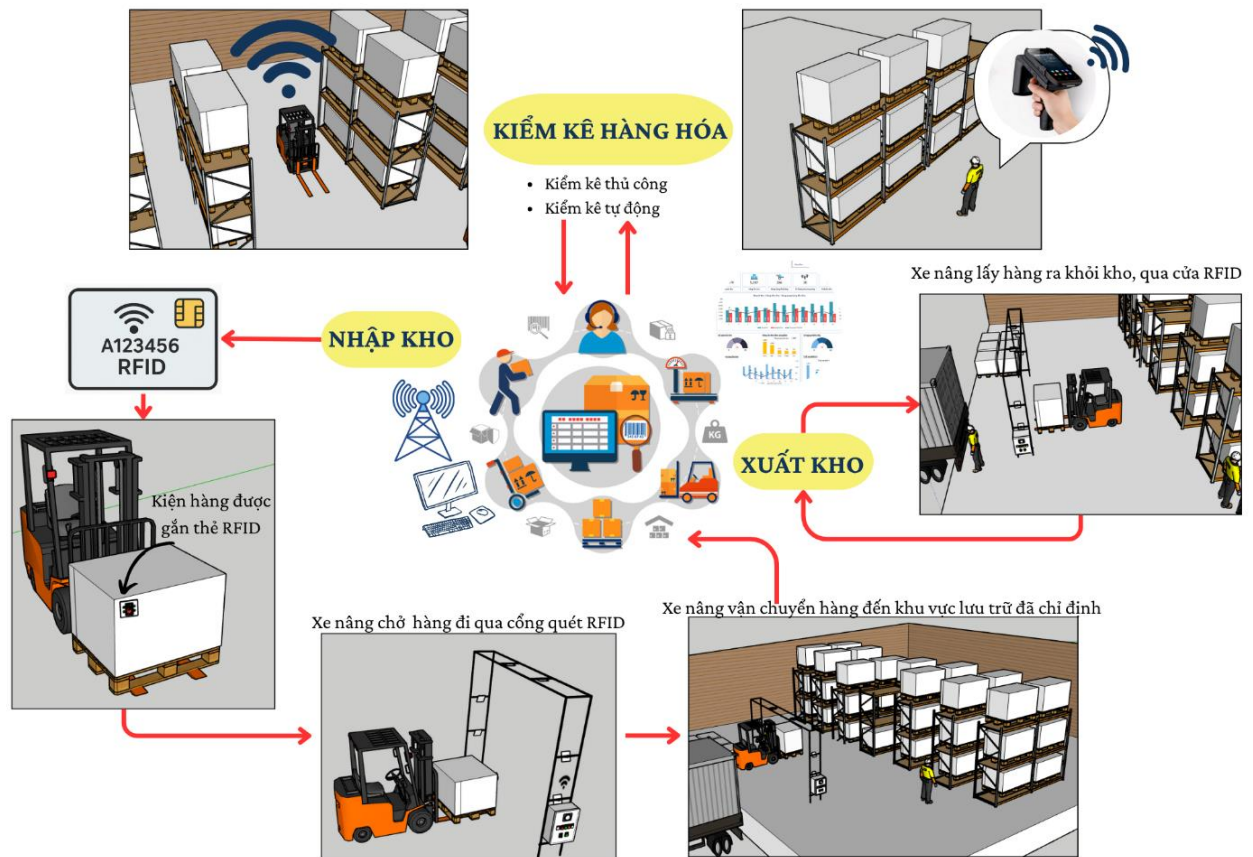 KIỂM KÊ HÀNG HÓA
Kiểm kê thủ công
Kiểm kê tự động
Xe nâng lấy hàng ra khỏi kho, qua cửa RFID
A123456
RFID
NHẬP KHO
KG
XUẤT KHO
Kiện hàng được
gắn thẻ RFID
Xe nâng chở hàng đi qua cổng quét RFID
Xe nâng vận chuyển hàng đến khu vực lưu trữ đã chỉ định